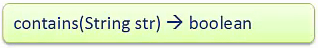 contains(String str) → boolean